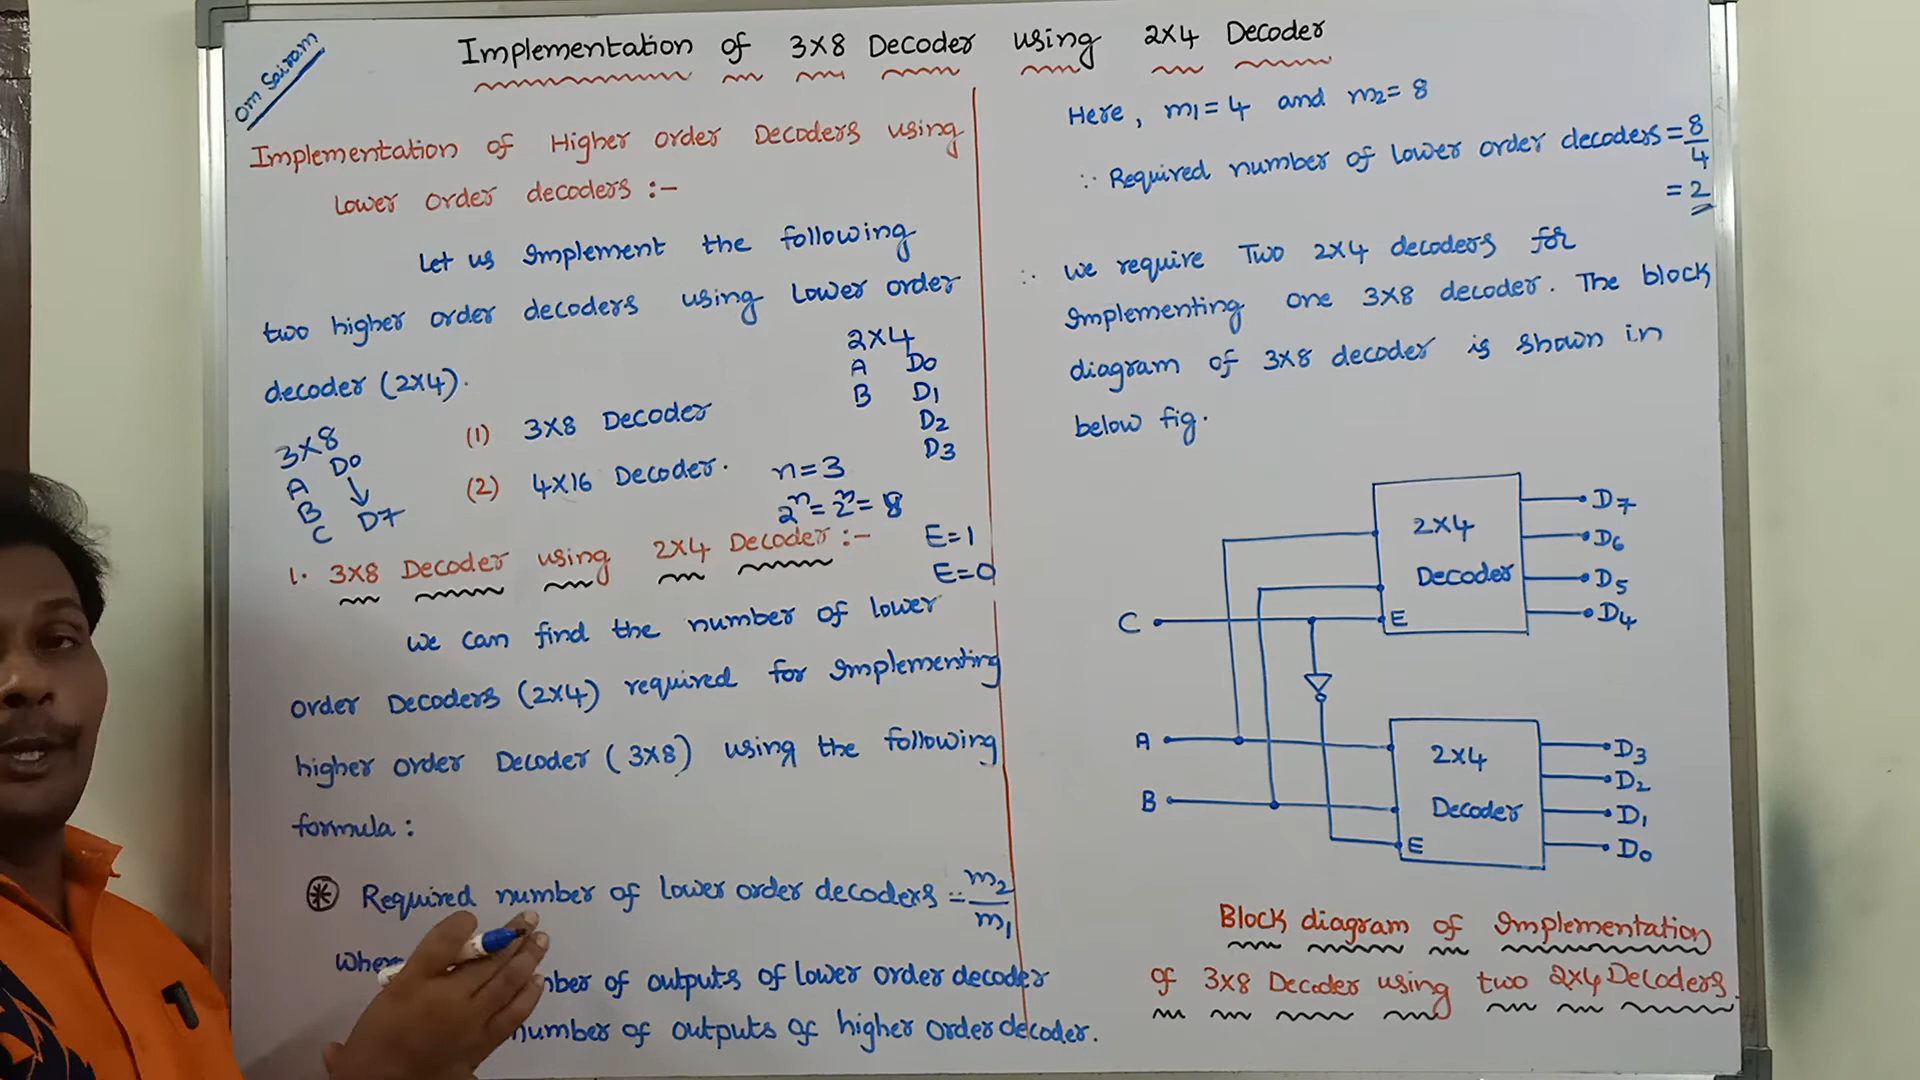 Om Sairam
Implementation of 3x8 Decoder using 2x4 Decoder
Implementation of Higher order Decoders using
Lower order decoders :-
Let us Implement the following
two higher order decoders using Lower order
decoder (2x4).
2x4
A D0
B D1
D2
D3
3x8
D0
A
B D7
C
(1) 3x8 Decoder
(2) 4x16 Decoder.
n=3
2^n = 2^n = 8
E=1
E=0
1. 3x8 Decoder using 2x4 Decoder :-
We can find the number of lower
order Decoders (2x4) required for Implementing
higher order Decoder (3x8) using the following
formula :
* Required number of lower order decoders = m2/m1
number of outputs of lower order decoder
number of outputs of higher order decoder.
Here, m1 = 4 and m2 = 8
∵ Required number of lower order decoders = 8/4
= 2
∴ We require Two 2x4 decoders for
Implementing one 3x8 decoder. The block
diagram of 3x8 decoder is shown in
below fig.
2x4
Decoder
E
D7
D6
D5
D4
C
A
B
2x4
Decoder
E
D3
D2
D1
D0
Block diagram of Implementation
of 3x8 Decoder using two 2x4 Decoders.